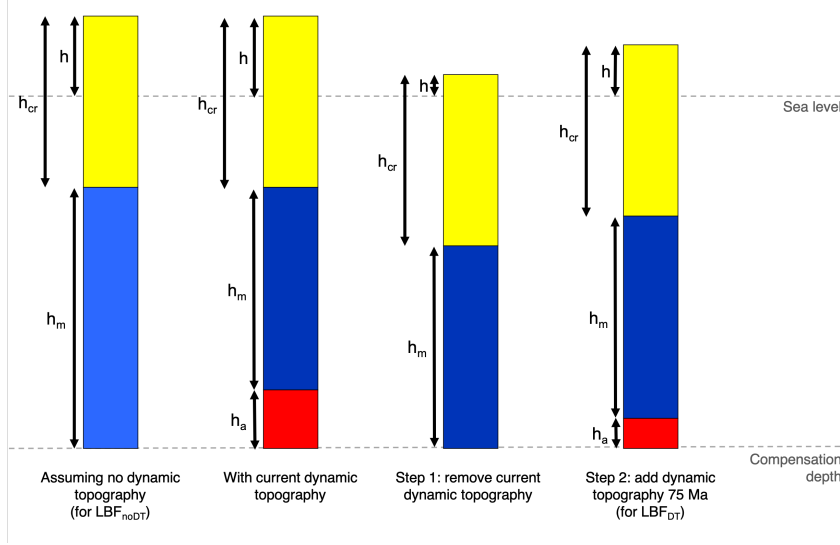 h
h
h
h
hcr
hcr
hcr
hcr
Sea level
hm
hm
hm
hm
ha
ha
Compensation
depth
Assuming no dynamic
topography
(for LBFnoDT)
With current dynamic
topography
Step 1: remove current
dynamic topography
Step 2: add dynamic
topography 75 Ma
(for LBFDT)